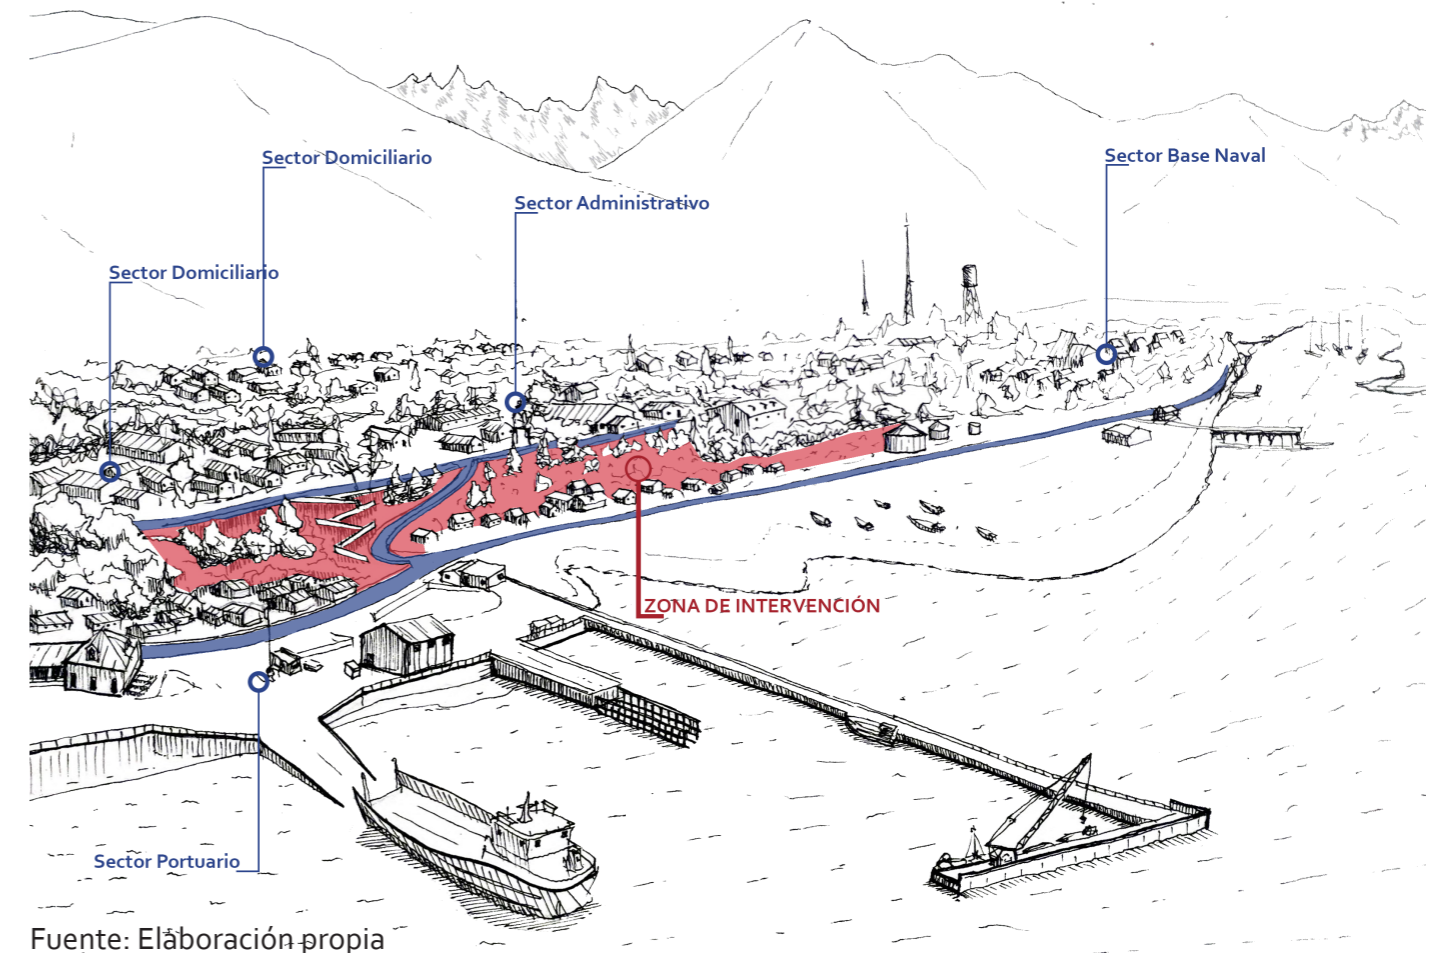 Sector Domiciliario
Sector Base Naval
Sector Administrativo
Sector Domiciliario
ZONA DE INTERVENCIÓN
Sector Portuario
Fuente: Elaboración propia